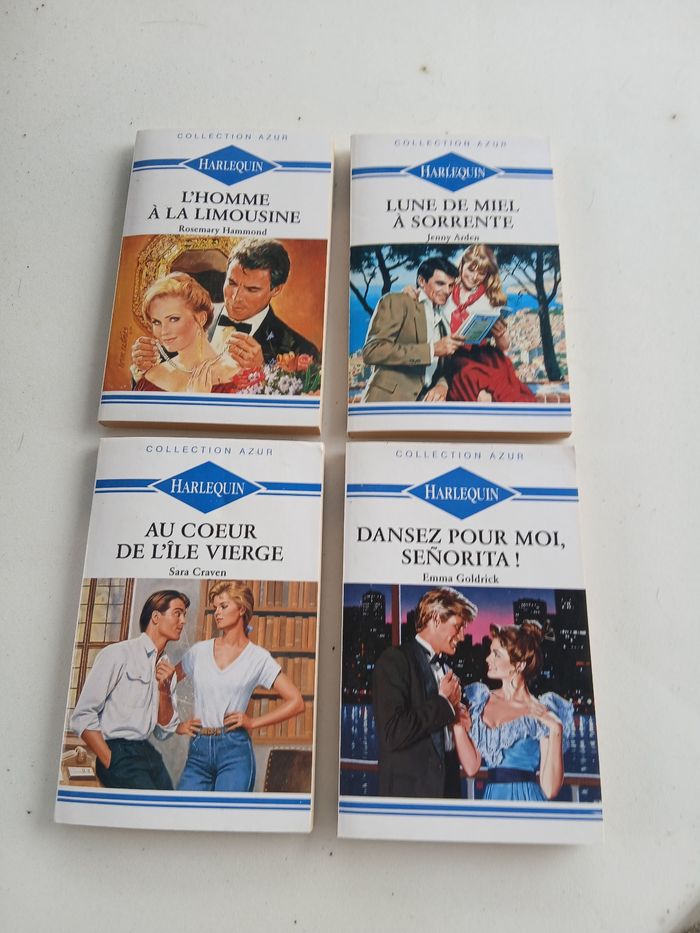 COLLECTION AZUR
HARLEQUIN
L'HOMME
À LA LIMOUSINE
Rosemary Hammond
COLLECTION AZUR
HARLEQUIN
LUNE DE MIEL
À SORRENTE
Jenny Arden
COLLECTION AZUR
HARLEQUIN
AU COEUR
DE L'ÎLE VIERGE
Sara Craven
COLLECTION AZUR
HARLEQUIN
DANSEZ POUR MOI,
SEÑORITA !
Emma Goldrick